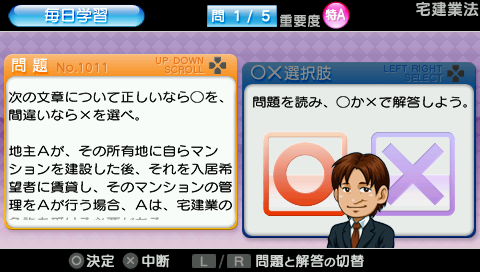 毎日学習
問 1 / 5
重要度 特A
宅建業法
問題 No.1011
UP・DOWN
SCROLL
次の文章について正しいなら○を、
間違いなら×を選べ。
地主Aが、その所有地に自らマン
ションを建設した後、それを入居希
望者に賃貸し、そのマンションの管
理をAが行う場合、Aは、宅建業の
○×選択肢
LEFT・RIGHT
SELECT
問題を読み、○か×で解答しよう。
○決定 ×中断
L / R 問題と解答の切替